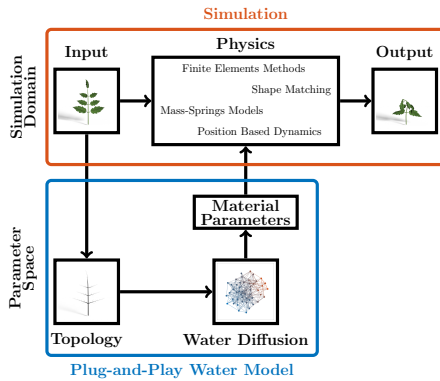 Simulation
Input
Physics
Output
Simulation
Domain
Finite Elements Methods
Shape Matching
Mass-Springs Models
Position Based Dynamics
Parameter
Space
Material
Parameters
Topology
Water Diffusion
Plug-and-Play Water Model